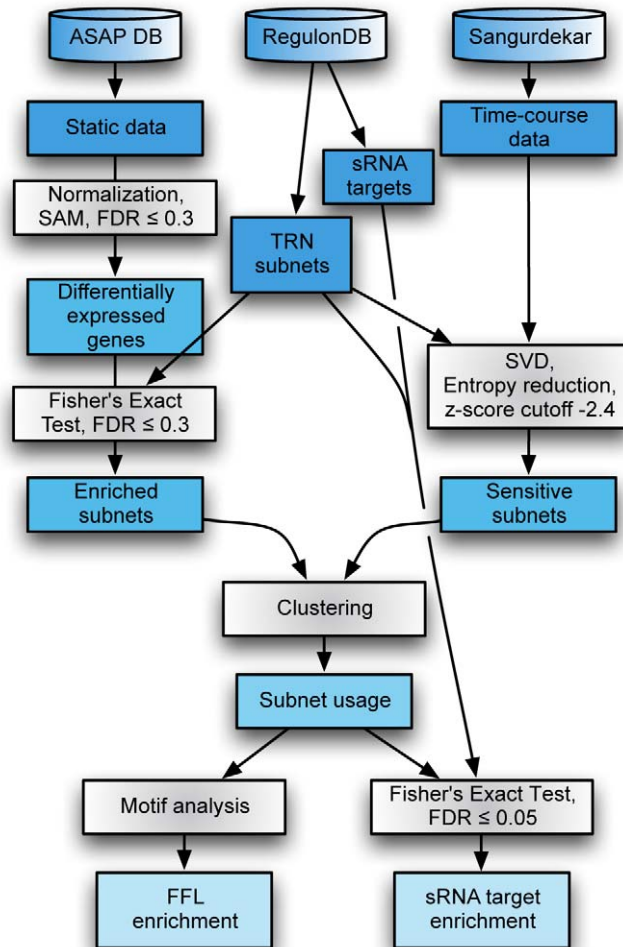 ASAP DB
RegulonDB
Sangurdekar
Static data
Time-course
data
sRNA
targets
Normalization,
SAM, FDR ≤ 0.3
TRN
subnets
Differentially
expressed
genes
SVD,
Entropy reduction,
z-score cutoff -2.4
Fisher's Exact
Test, FDR ≤ 0.3
Enriched
subnets
Sensitive
subnets
Clustering
Subnet usage
Motif analysis
Fisher's Exact Test,
FDR ≤ 0.05
FFL
enrichment
sRNA target
enrichment